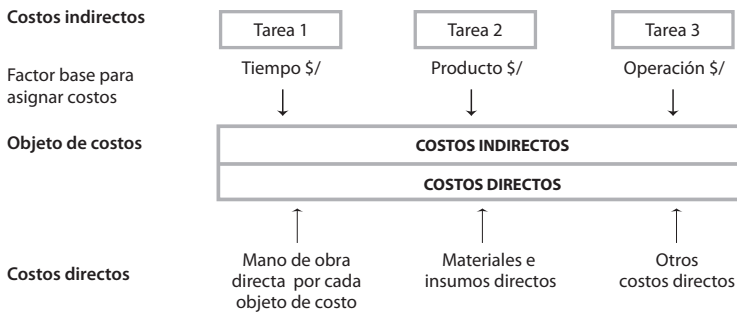 Costos indirectos
Tarea 1
Tarea 2
Tarea 3
Factor base para
asignar costos
Tiempo $/
Producto $/
Operación $/
Objeto de costos
COSTOS INDIRECTOS
COSTOS DIRECTOS
Costos directos
Mano de obra
directa por cada
objeto de costo
Materiales e
insumos directos
Otros
costos directos